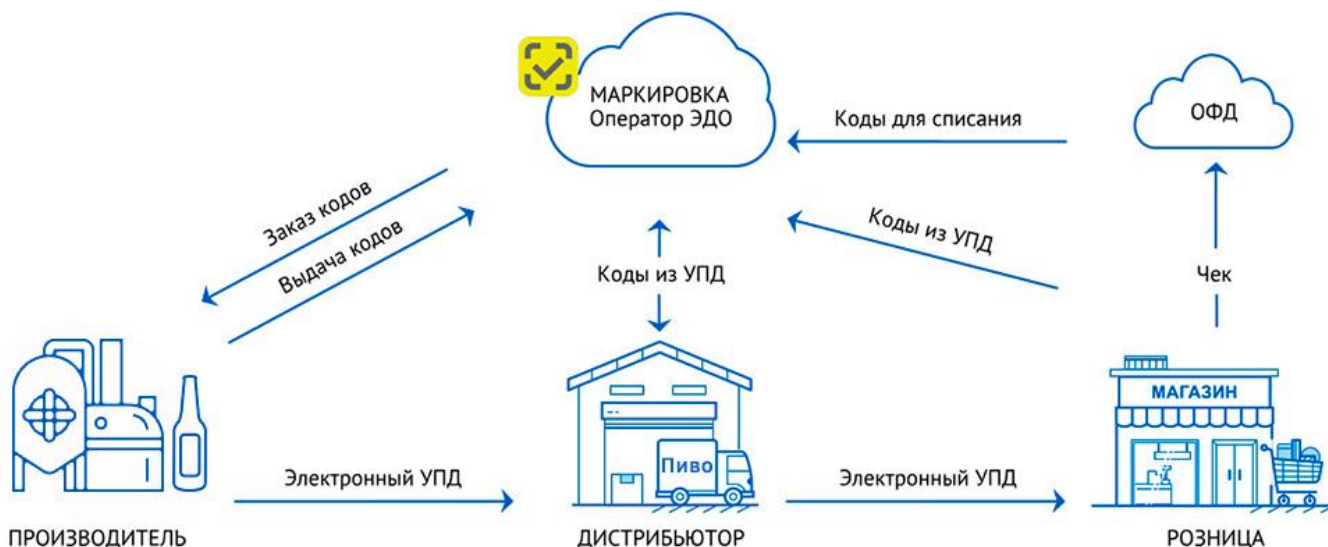 МАРКИРОВКА
Оператор ЭДО
ОФД
Коды для списания
Заказ кодов
Выдача кодов
Коды из УПД
Коды из УПД
Чек
МАГАЗИН
Пиво
Электронный УПД
Электронный УПД
ПРОИЗВОДИТЕЛЬ
ДИСТРИБЬЮТОР
РОЗНИЦА